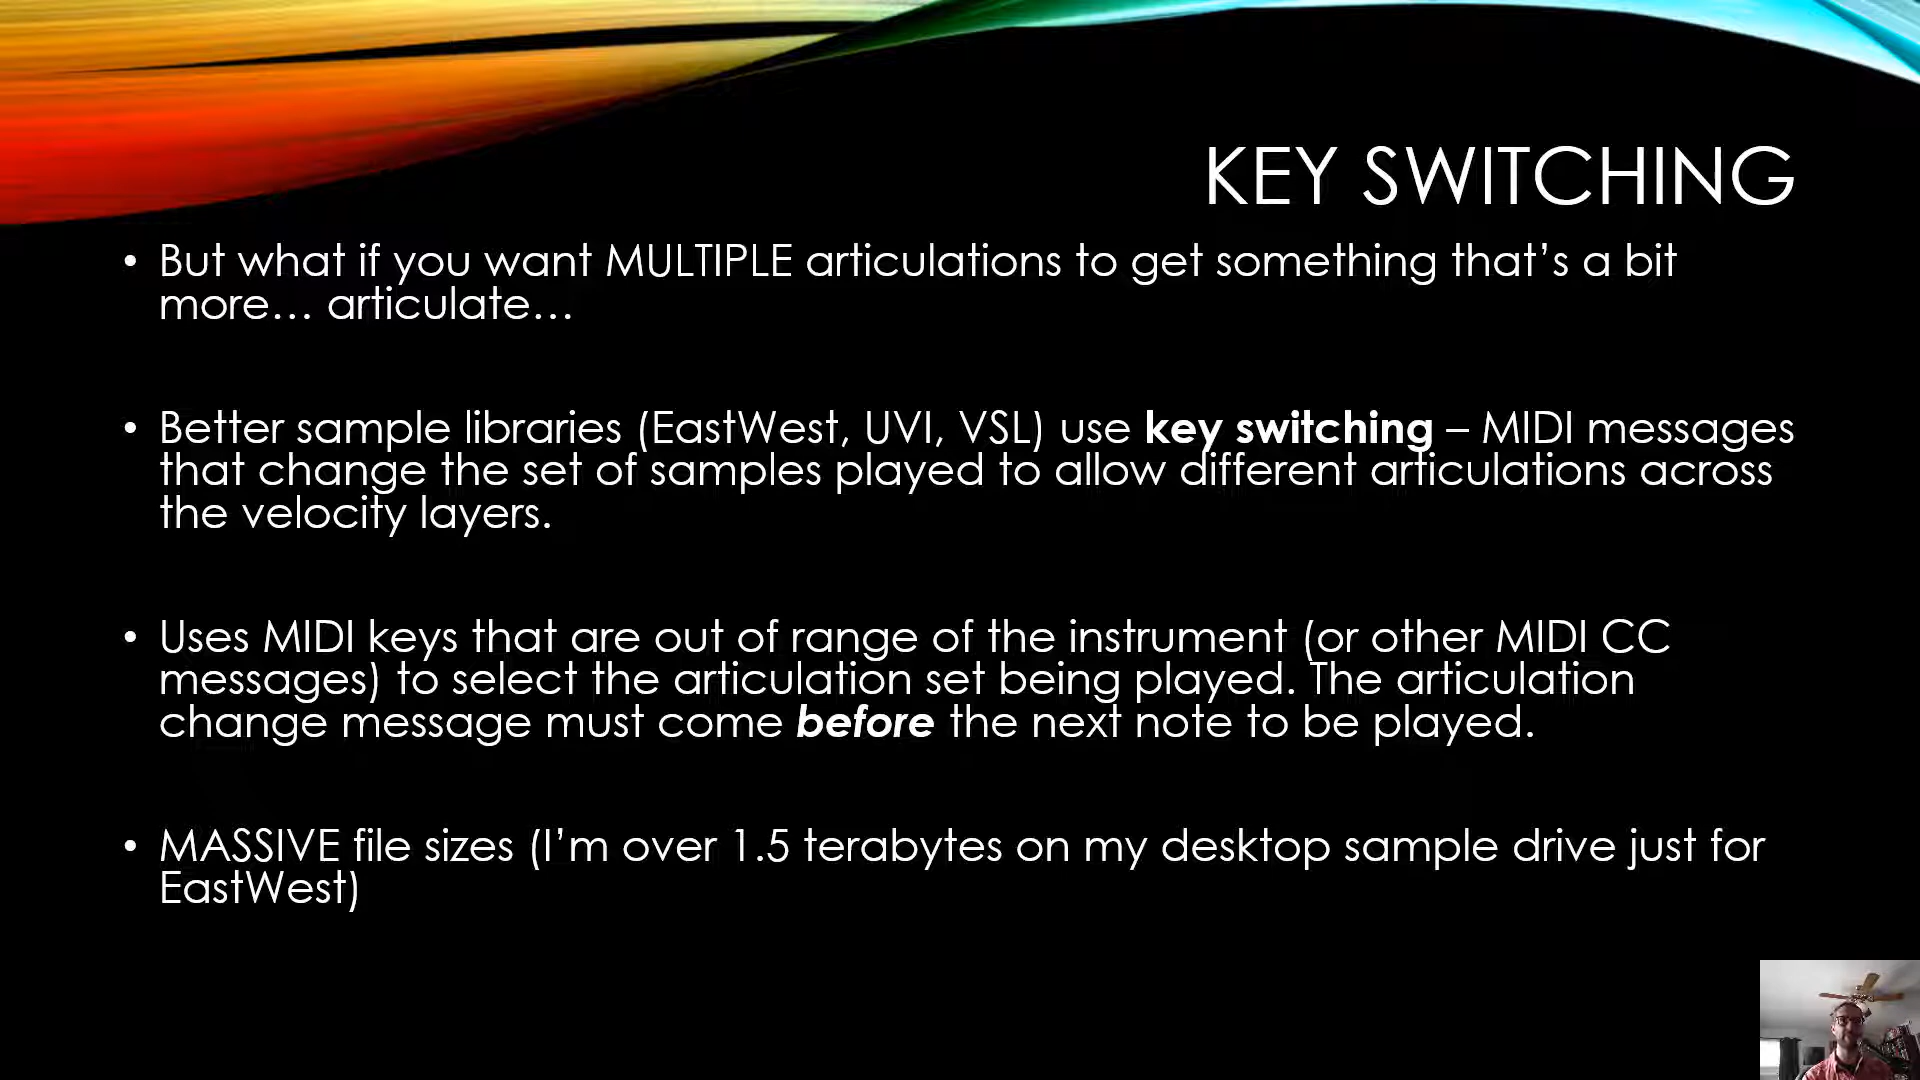 KEY SWITCHING
• But what if you want MULTIPLE articulations to get something that’s a bit
more… articulate…
• Better sample libraries (EastWest, UVI, VSL) use key switching – MIDI messages
that change the set of samples played to allow different articulations across
the velocity layers.
• Uses MIDI keys that are out of range of the instrument (or other MIDI CC
messages) to select the articulation set being played. The articulation
change message must come before the next note to be played.
• MASSIVE file sizes (I’m over 1.5 terabytes on my desktop sample drive just for
EastWest)